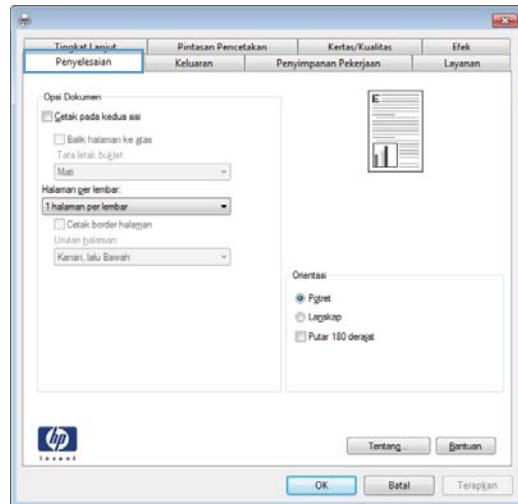 Tingkat Lanjut Pintasan Pencetakan Kertas/Kualitas Efek
Penyelesaian Keluaran Penyimpanan Pekerjaan Layanan
Opsi Dokumen
Cetak pada kedua sisi
Balik halaman ke atas
Tata letak buklet:
Mati
Halaman per lembar:
1 halaman per lembar
Cetak border halaman
Urutan halaman:
Kanan, lalu Bawah
E
Orientasi
Potret
Lanskap
Putar 180 derajat
hp
invent
Tentang... Bantuan
OK Batal Terapkan